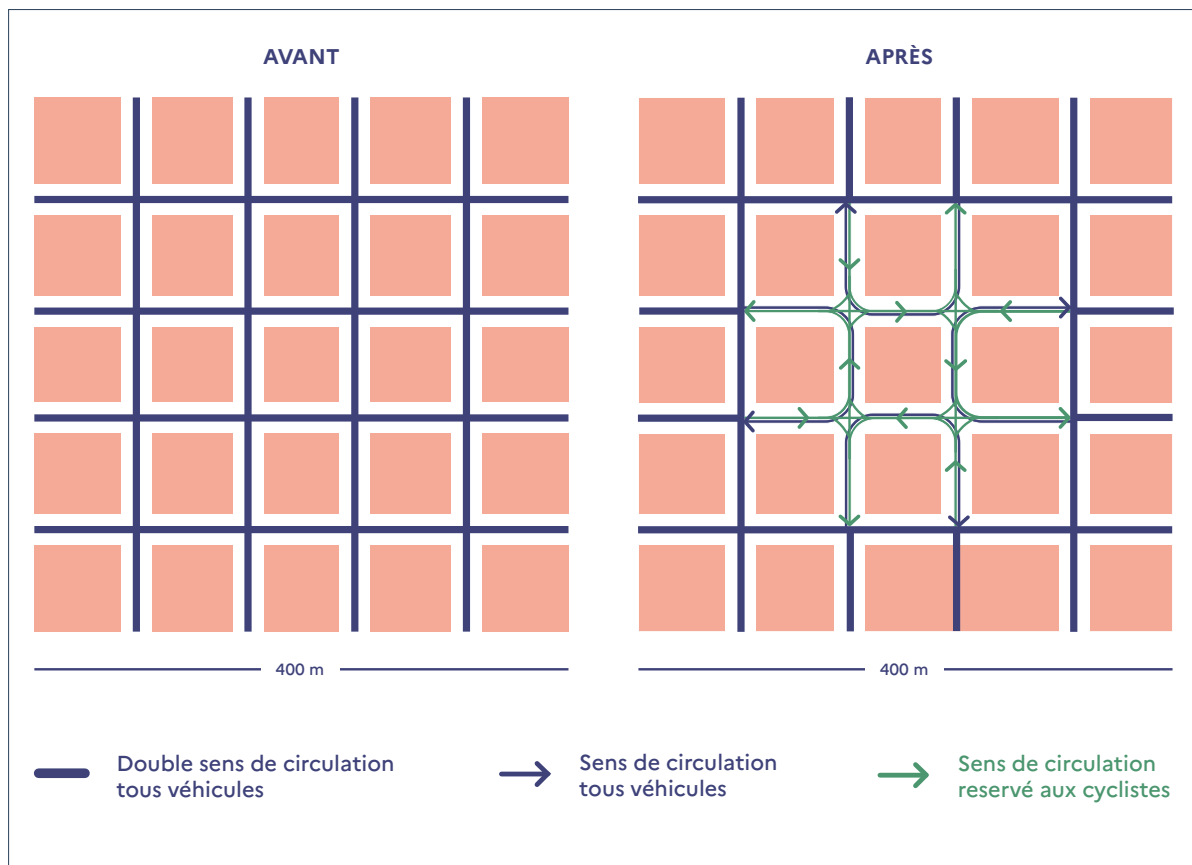 AVANT
APRÈS
400 m
400 m
Double sens de circulation
tous véhicules
Sens de circulation
tous véhicules
Sens de circulation
reservé aux cyclistes